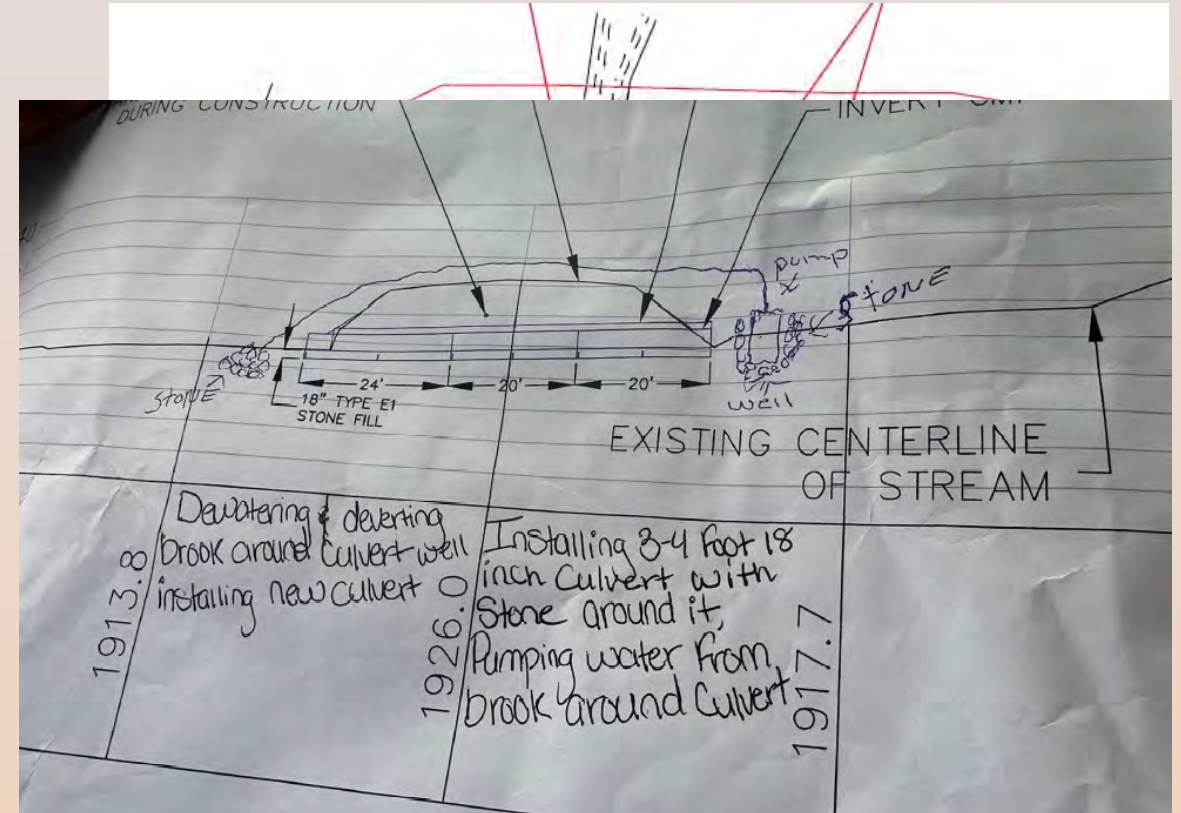 DURING CONSTRUCTION
INVERT
pump
STONE
STONE
24'
20'
20'
18" TYPE E1
STONE FILL
well
EXISTING CENTERLINE
OF STREAM
Dewatering & deverting
brook around culvert well
installing new culvert
Installing 3-4 Foot 18
inch Culvert with
Stone around it,
Pumping water From
brook around Culvert
1913.8
1926.0
1917.7